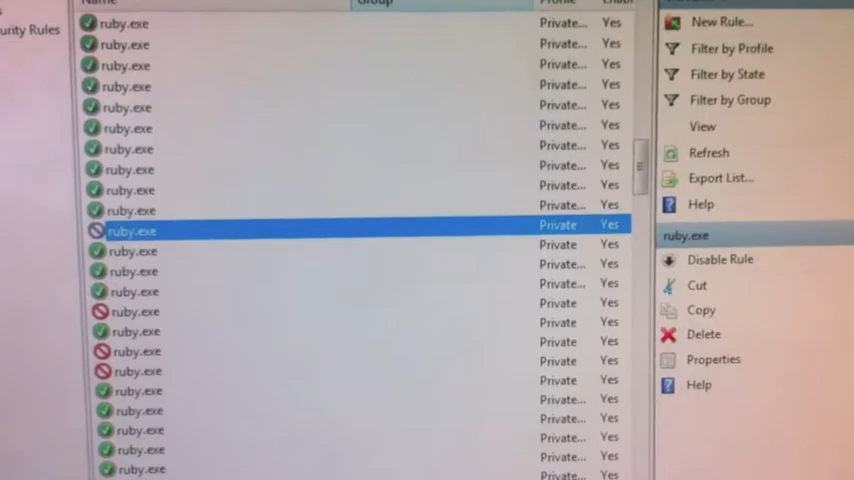 Name Group Profile Enabl
urity Rules
ruby.exe Private... Yes
ruby.exe Private... Yes
ruby.exe Private... Yes
ruby.exe Private... Yes
ruby.exe Private... Yes
ruby.exe Private... Yes
ruby.exe Private... Yes
ruby.exe Private... Yes
ruby.exe Private... Yes
ruby.exe Private... Yes
ruby.exe Private Yes
ruby.exe Private Yes
ruby.exe Private... Yes
ruby.exe Private... Yes
ruby.exe Private Yes
ruby.exe Private Yes
ruby.exe Private Yes
ruby.exe Private Yes
ruby.exe Private Yes
ruby.exe Private... Yes
ruby.exe Private... Yes
ruby.exe Private... Yes
ruby.exe Private... Yes
Private... Yes
New Rule...
Filter by Profile
Filter by State
Filter by Group
View
Refresh
Export List...
Help
ruby.exe
Disable Rule
Cut
Copy
Delete
Properties
Help